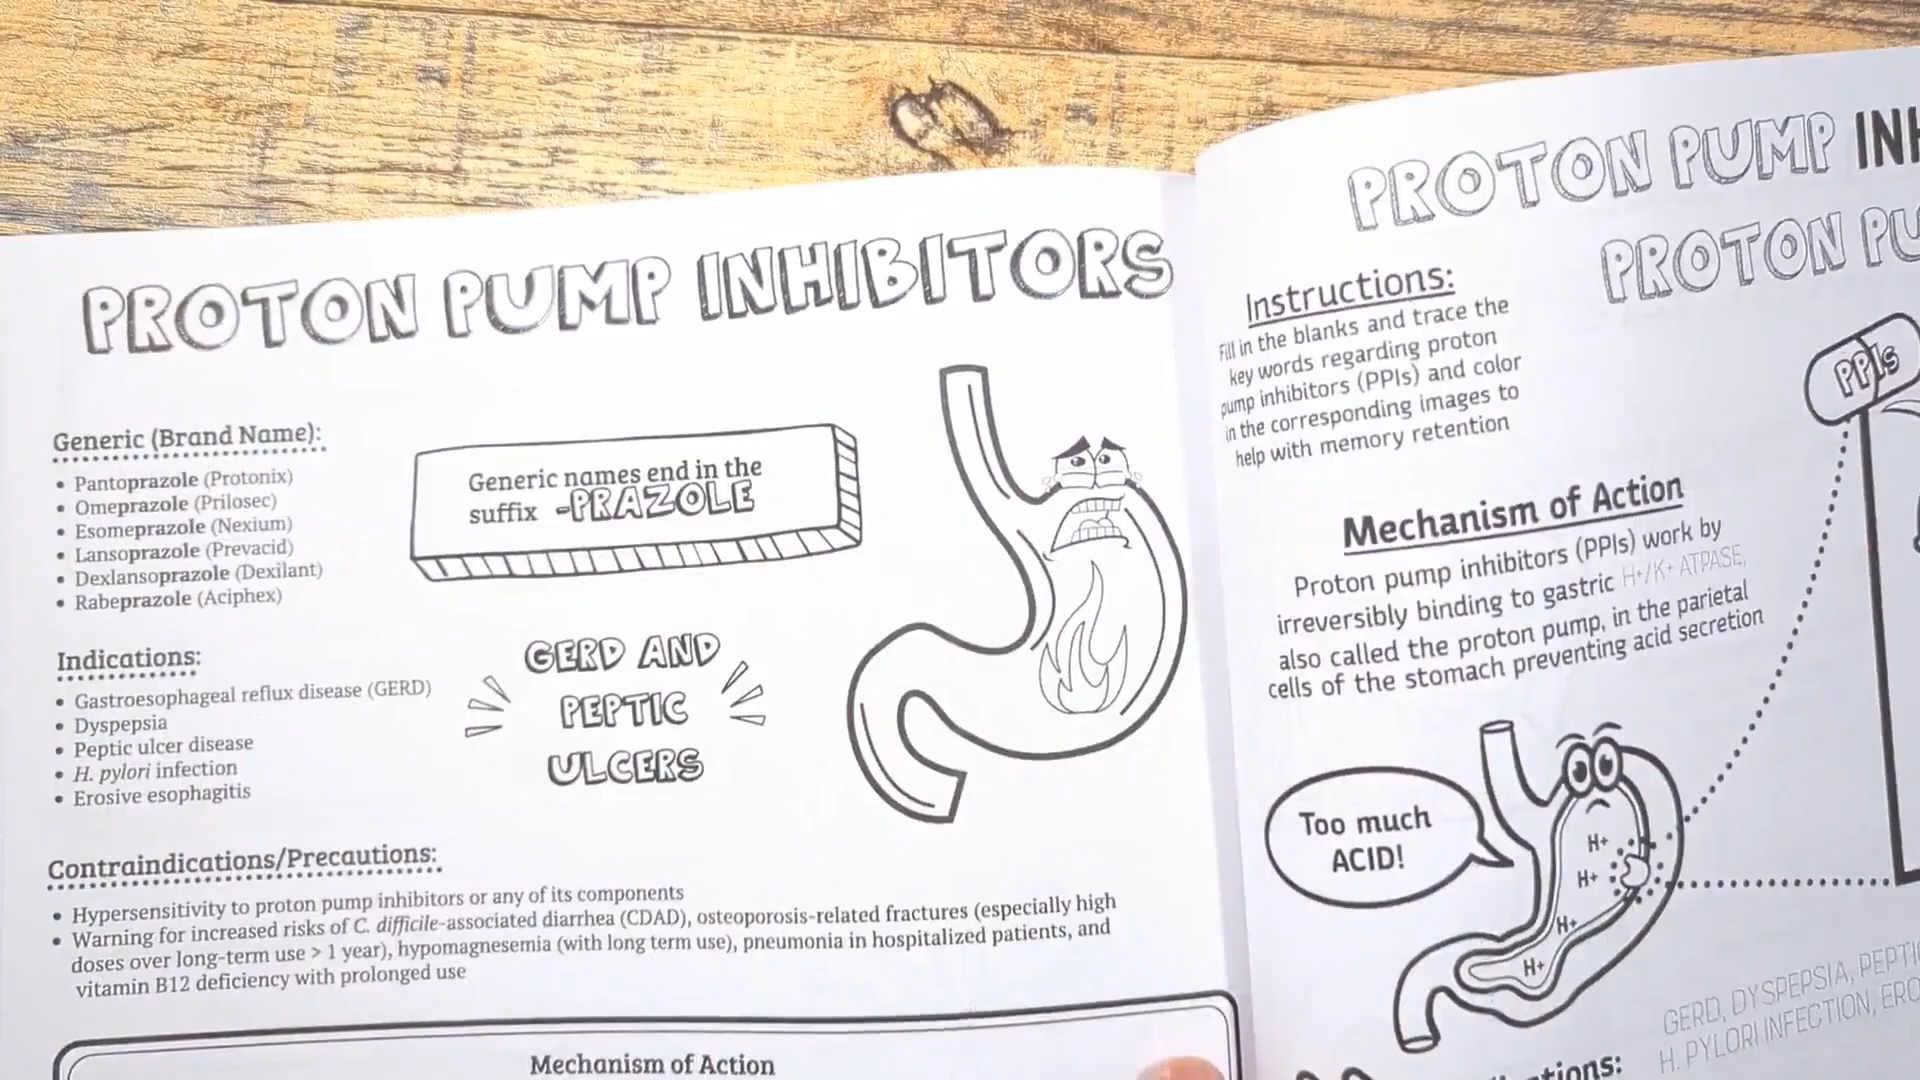 PROTON PUMP INHIBITORS
Generic (Brand Name):
• Pantoprazole (Protonix)
• Omeprazole (Prilosec)
• Esomeprazole (Nexium)
• Lansoprazole (Prevacid)
• Dexlansoprazole (Dexilant)
• Rabeprazole (Aciphex)
Generic names end in the
suffix -PRAZOLE
Indications:
• Gastroesophageal reflux disease (GERD)
• Dyspepsia
• Peptic ulcer disease
• H. pylori infection
• Erosive esophagitis
GERD AND
PEPTIC
ULCERS
Contraindications/Precautions:
• Hypersensitivity to proton pump inhibitors or any of its components
• Warning for increased risks of C. difficile-associated diarrhea (CDAD), osteoporosis-related fractures (especially high
doses over long-term use > 1 year), hypomagnesemia (with long term use), pneumonia in hospitalized patients, and
vitamin B12 deficiency with prolonged use
Mechanism of Action
PROTON PUMP INH
PROTON PU
Instructions:
Fill in the blanks and trace the
key words regarding proton
pump inhibitors (PPIs) and color
in the corresponding images to
help with memory retention
PPIs
Mechanism of Action
Proton pump inhibitors (PPIs) work by
irreversibly binding to gastric H+/K+ ATPASE,
also called the proton pump, in the parietal
cells of the stomach preventing acid secretion
Too much
ACID!
H+
H+
H+
H+
GERD, DYSPEPSIA, PEPTI
H. PYLORI INFECTION, ERO
tions: